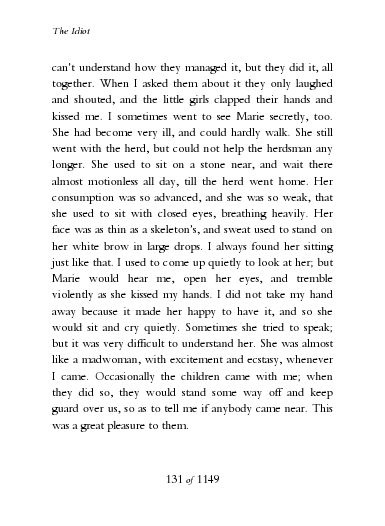 The Idiot
can't understand how they managed it, but they did it, all
together. When I asked them about it they only laughed
and shouted, and the little girls clapped their hands and
kissed me. I sometimes went to see Marie secretly, too.
She had become very ill, and could hardly walk. She still
went with the herd, but could not help the herdsman any
longer. She used to sit on a stone near, and wait there
almost motionless all day, till the herd went home. Her
consumption was so advanced, and she was so weak, that
she used to sit with closed eyes, breathing heavily. Her
face was as thin as a skeleton's, and sweat used to stand on
her white brow in large drops. I always found her sitting
just like that. I used to come up quietly to look at her; but
Marie would hear me, open her eyes, and tremble
violently as she kissed my hands. I did not take my hand
away because it made her happy to have it, and so she
would sit and cry quietly. Sometimes she tried to speak;
but it was very difficult to understand her. She was almost
like a madwoman, with excitement and ecstasy, whenever
I came. Occasionally the children came with me; when
they did so, they would stand some way off and keep
guard over us, so as to tell me if anybody came near. This
was a great pleasure to them.
131 of 1149